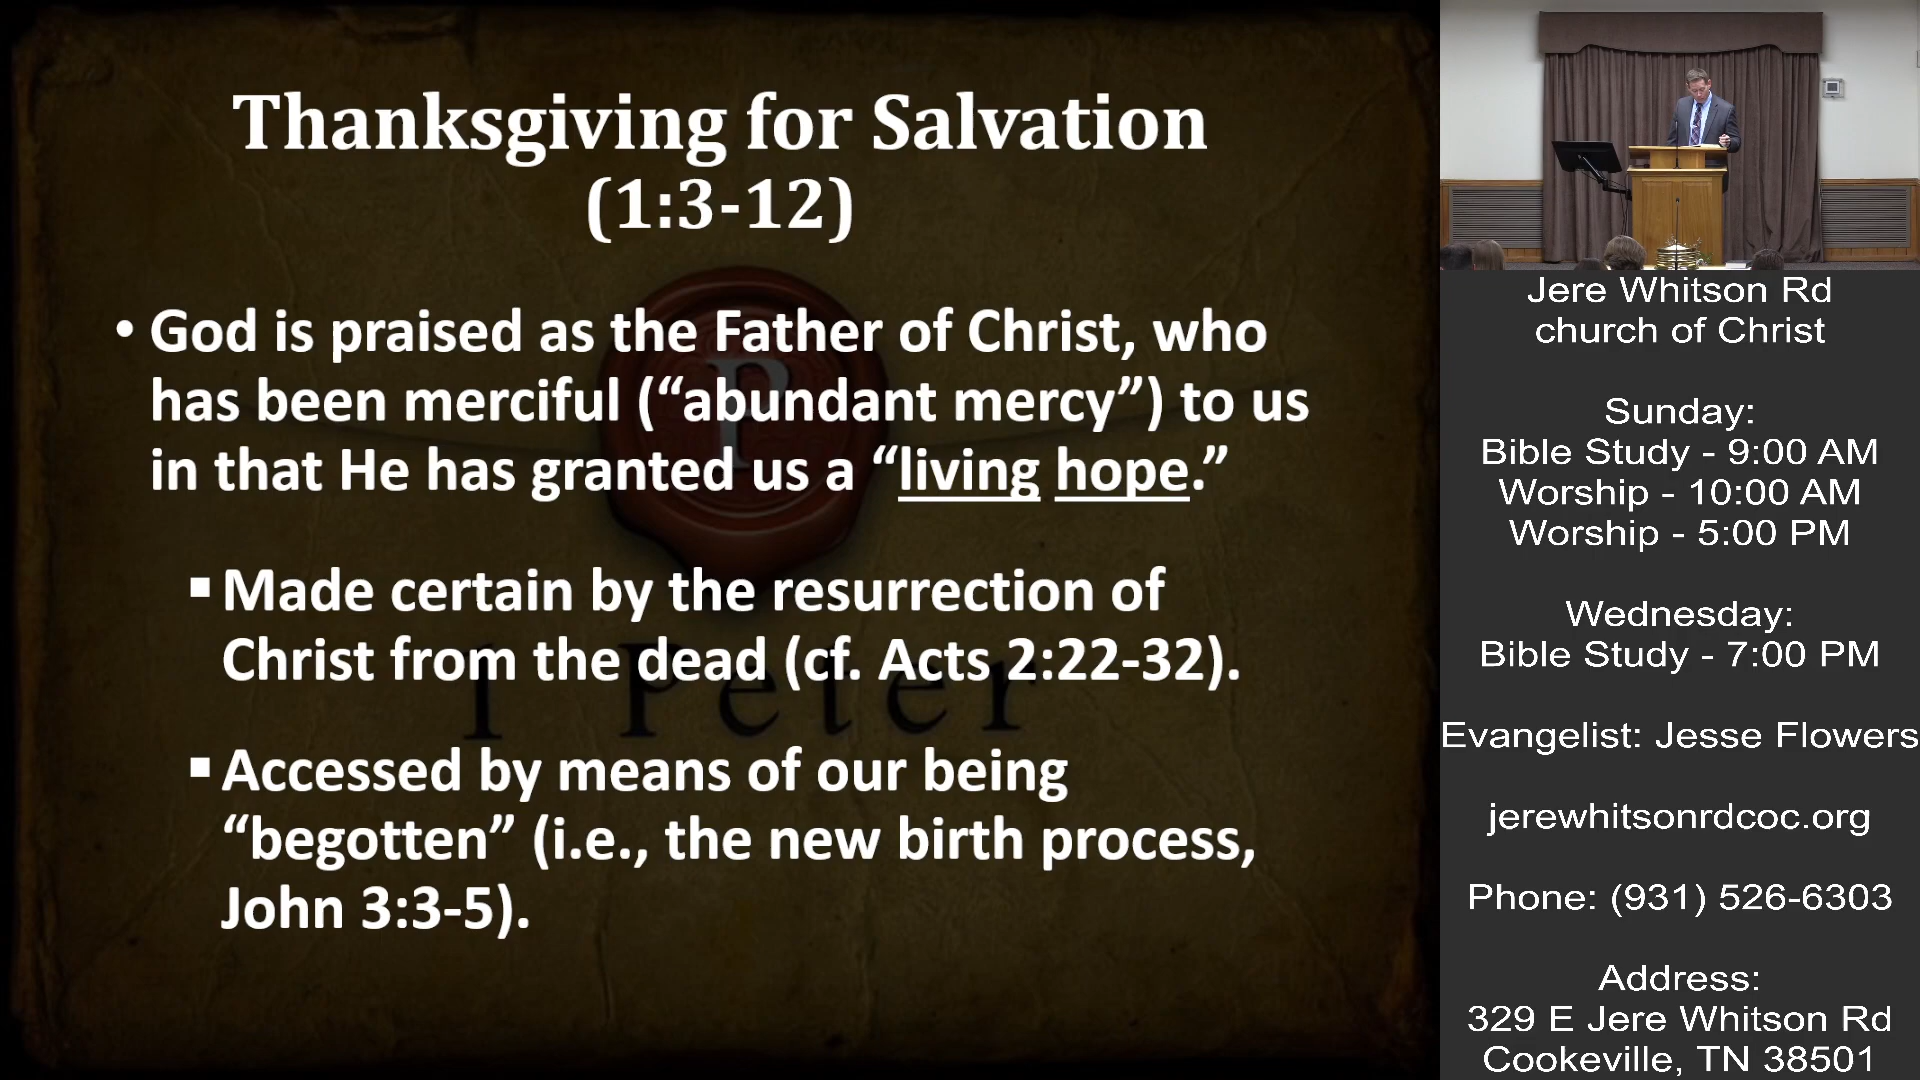 Thanksgiving for Salvation
(1:3-12)
• God is praised as the Father of Christ, who
has been merciful (“abundant mercy”) to us
in that He has granted us a “living hope.”
▪ Made certain by the resurrection of
Christ from the dead (cf. Acts 2:22-32).
▪ Accessed by means of our being
“begotten” (i.e., the new birth process,
John 3:3-5).
P
1 Peter
Jere Whitson Rd
church of Christ
Sunday:
Bible Study - 9:00 AM
Worship - 10:00 AM
Worship - 5:00 PM
Wednesday:
Bible Study - 7:00 PM
Evangelist: Jesse Flowers
jerewhitsonrdcoc.org
Phone: (931) 526-6303
Address:
329 E Jere Whitson Rd
Cookeville, TN 38501